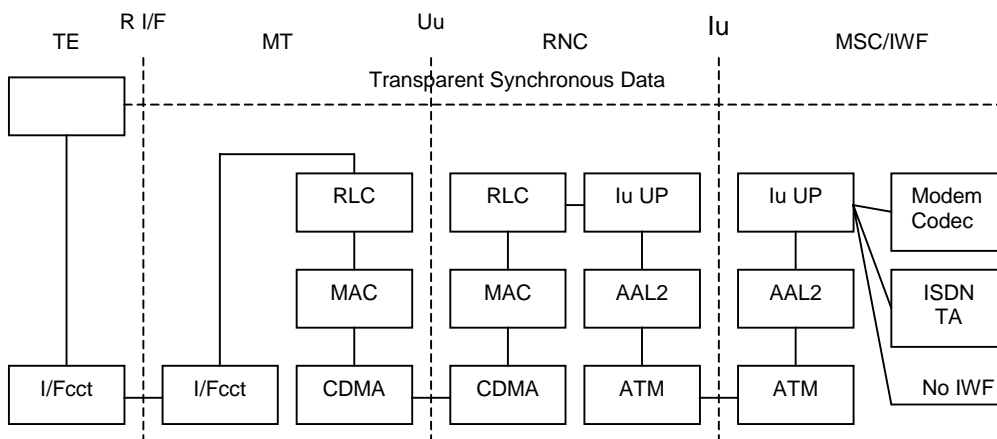 R I/F
Uu
Iu
TE
MT
RNC
MSC/IWF
Transparent Synchronous Data
RLC
RLC
Iu UP
Iu UP
Modem
Codec
MAC
MAC
AAL2
AAL2
ISDN
TA
I/Fcct
I/Fcct
CDMA
CDMA
ATM
ATM
No IWF